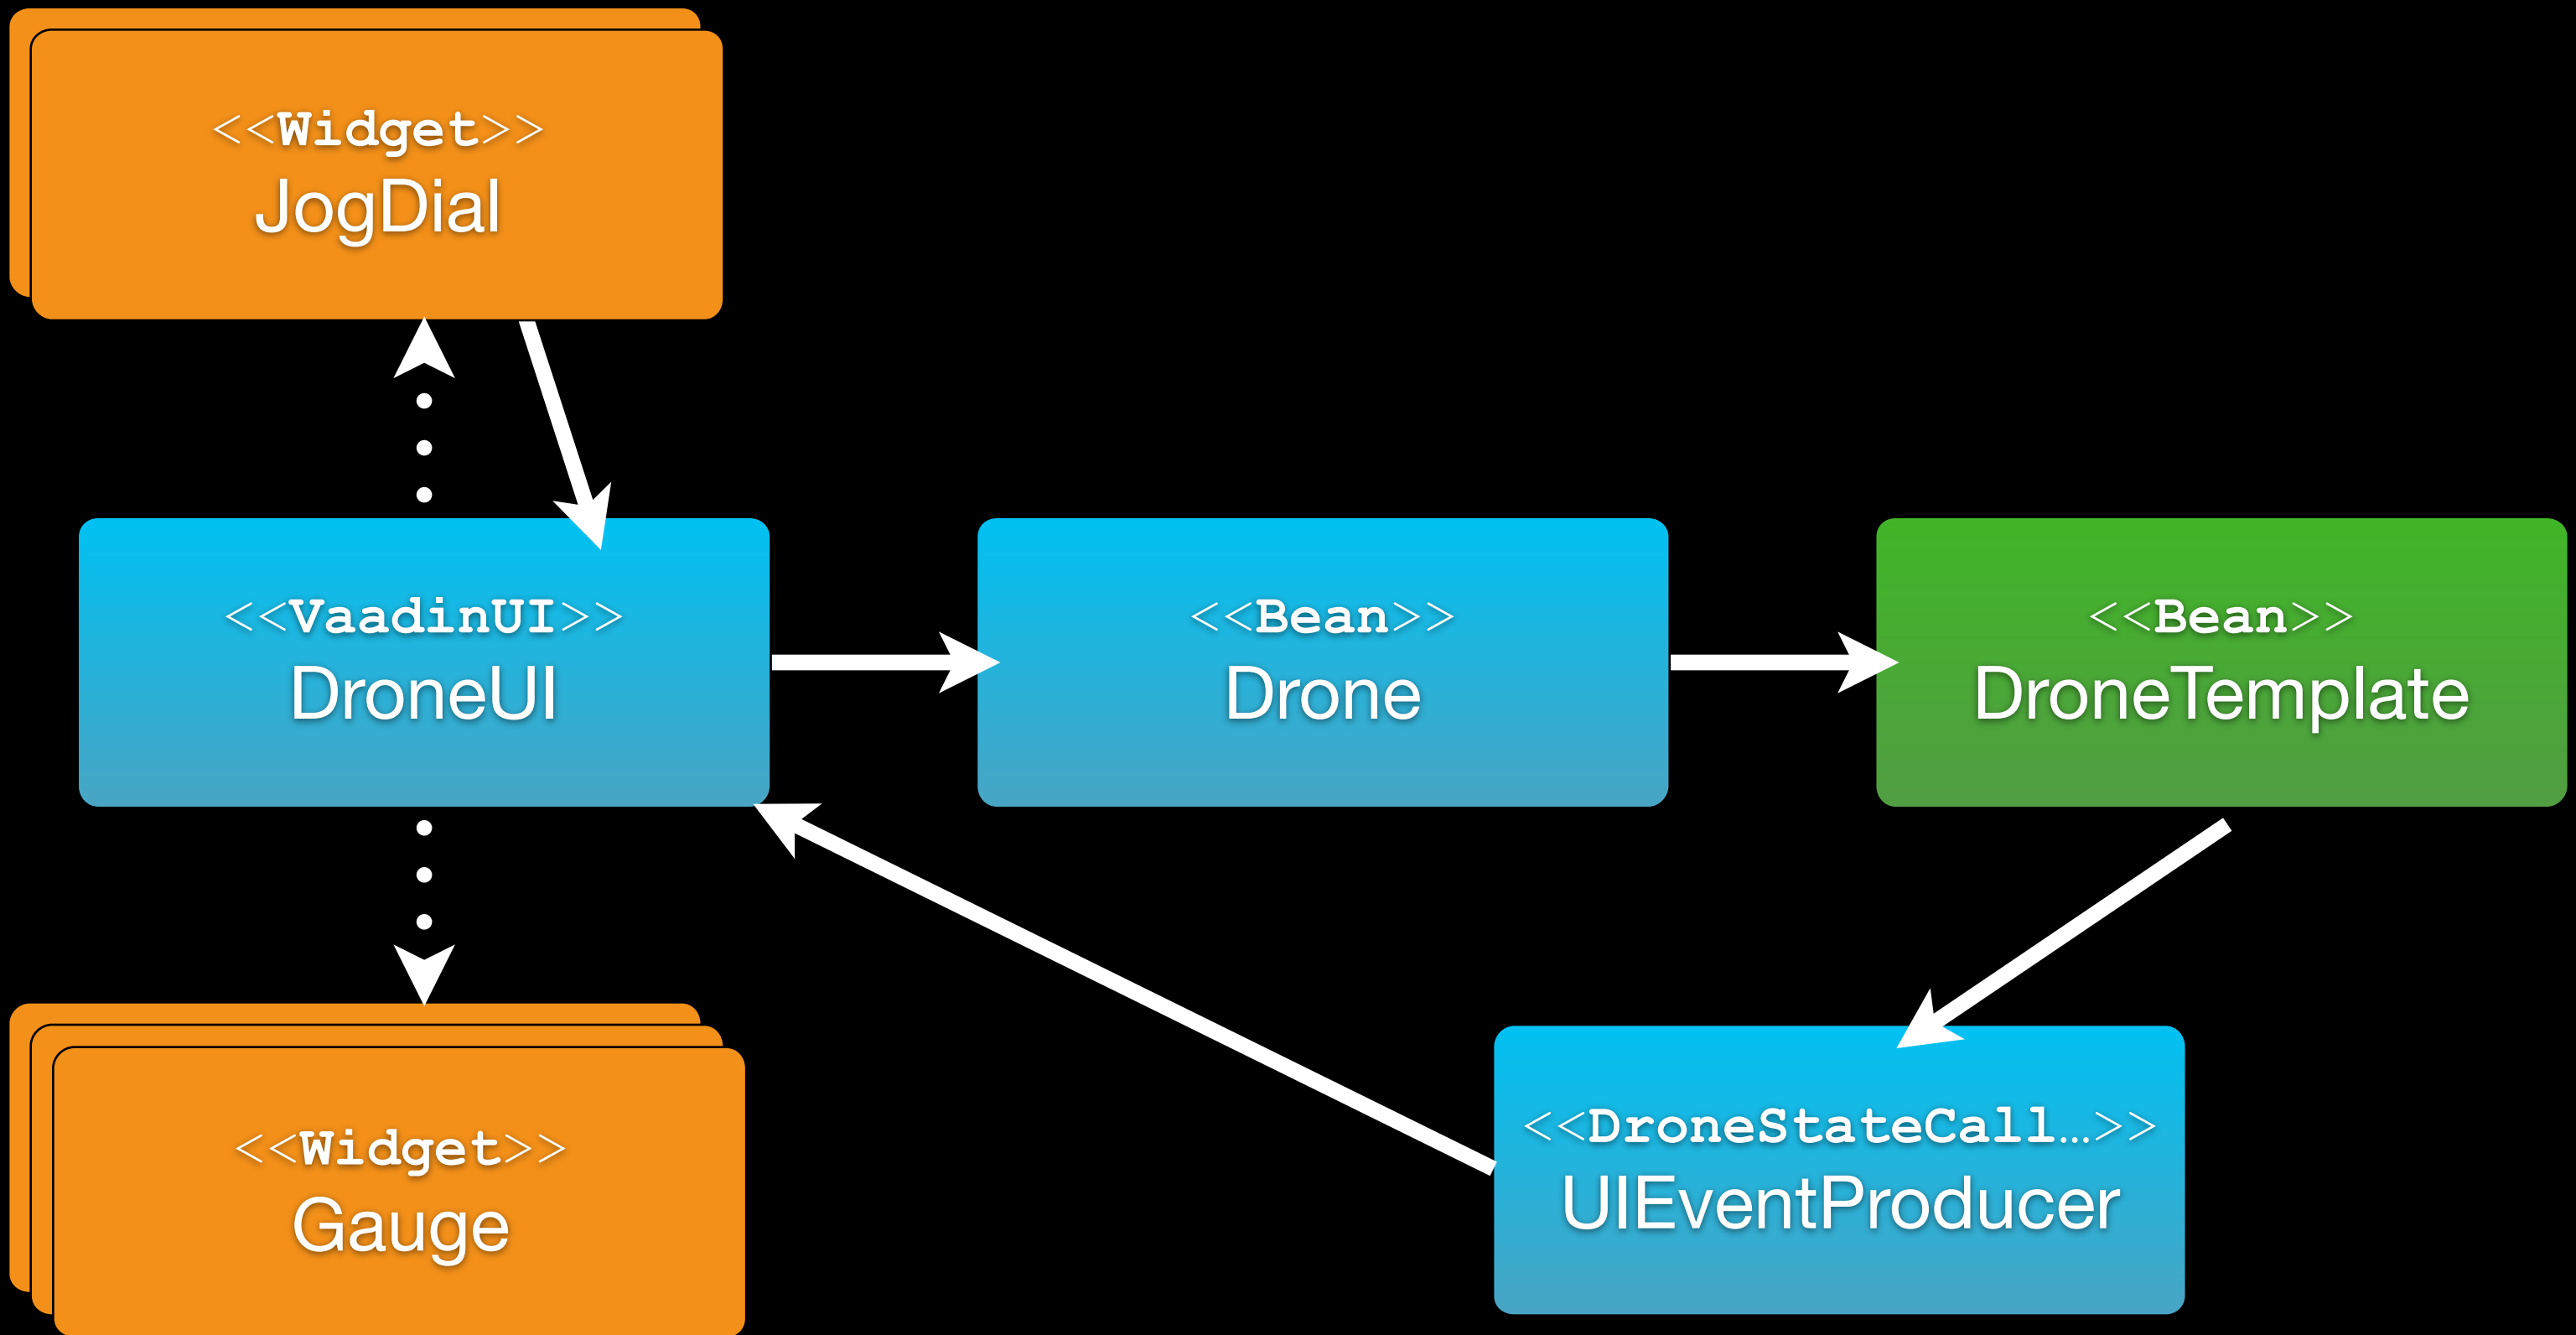 <<Widget>>
JogDial
<<VaadinUI>>
DroneUI
<<Bean>>
Drone
<<Bean>>
DroneTemplate
<<Widget>>
Gauge
<<DroneStateCall…>>
UIEventProducer